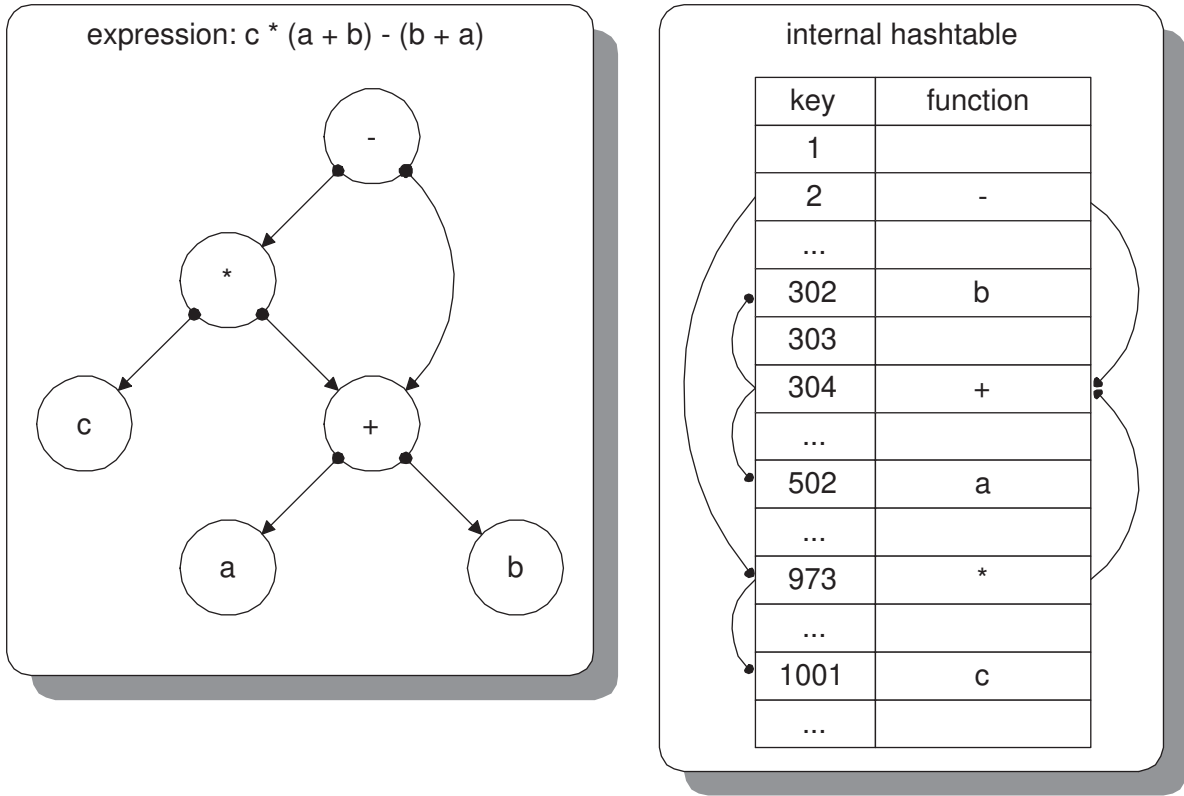 expression: c * (a + b) - (b + a)
-
*
c
+
a
b
internal hashtable
key function
1
2 -
...
302 b
303
304 +
...
502 a
...
973 *
...
1001 c
...